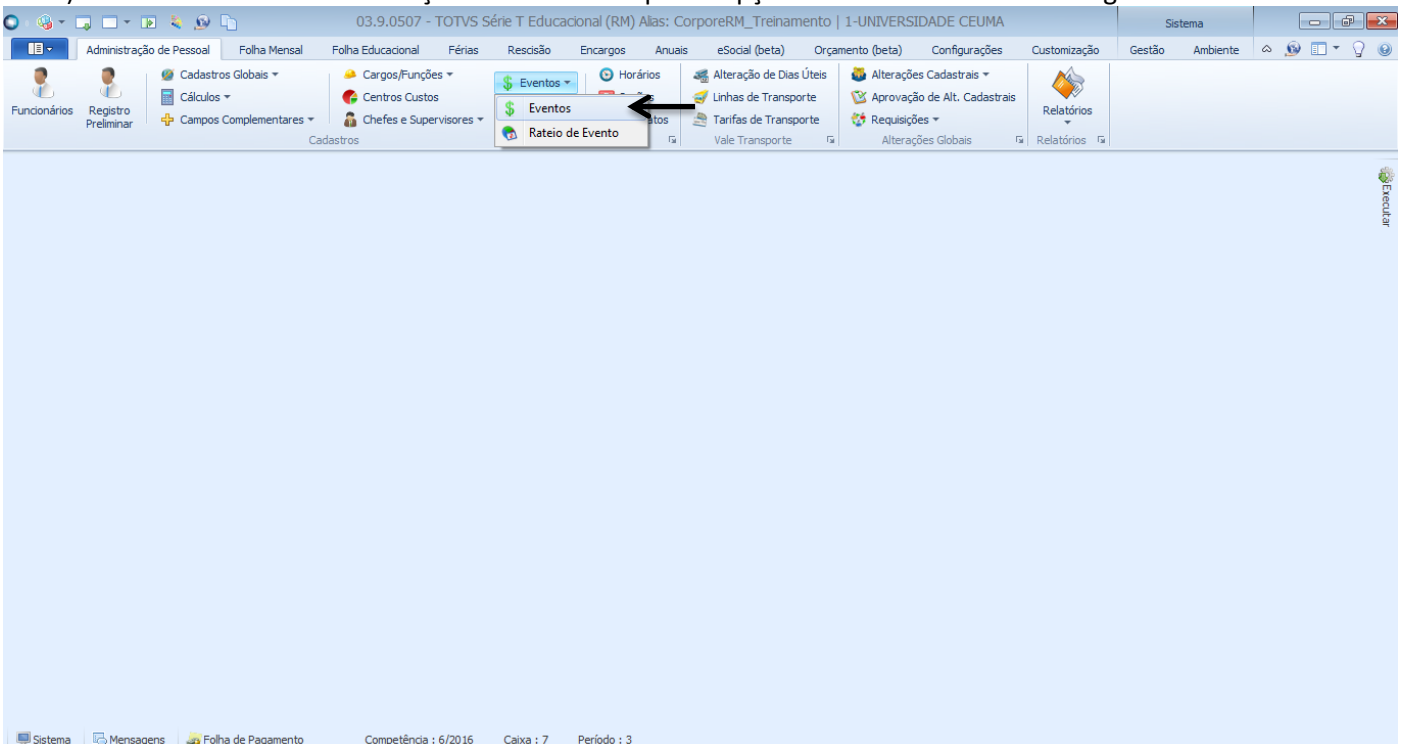 03.9.0507 - TOTVS Série T Educacional (RM) Alias: CorporeRM_Treinamento | 1-UNIVERSIDADE CEUMA
Sistema
Administração de Pessoal Folha Mensal Folha Educacional Férias Rescisão Encargos Anuais eSocial (beta) Orçamento (beta) Configurações Customização Gestão Ambiente
Funcionários
Registro
Preliminar
Cadastros Globais
Cálculos
Campos Complementares
Cargos/Funções
Centros Custos
Chefes e Supervisores
Eventos
Eventos
Rateio de Evento
Horários
Cadastros
Alteração de Dias Úteis
Linhas de Transporte
Tarifas de Transporte
Vale Transporte
Alterações Cadastrais
Aprovação de Alt. Cadastrais
Requisições
Alterações Globais
Relatórios
Relatórios
Executar
Sistema Mensagens Folha de Pagamento Competência : 6/2016 Caixa : 7 Período : 3